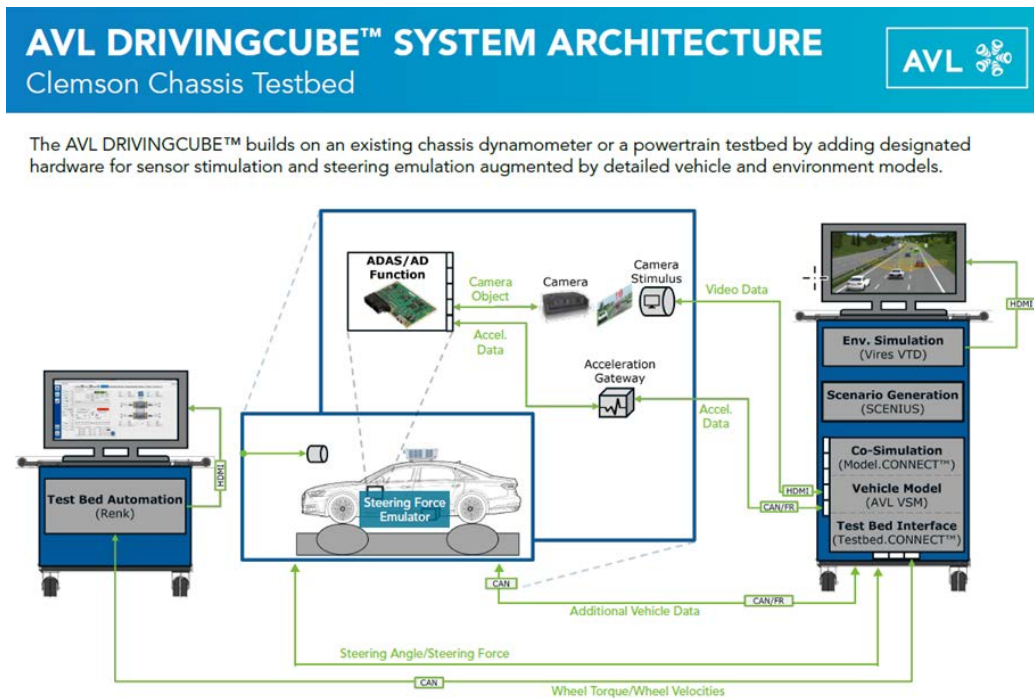 AVL DRIVINGCUBE™ SYSTEM ARCHITECTURE
Clemson Chassis Testbed
AVL
The AVL DRIVINGCUBE™ builds on an existing chassis dynamometer or a powertrain testbed by adding designated
hardware for sensor stimulation and steering emulation augmented by detailed vehicle and environment models.
ADAS/AD
Function
Camera
Object
Camera
Camera
Stimulus
Video Data
HDMI
Accel.
Data
Acceleration
Gateway
Accel.
Data
Env. Simulation
(Vires VTD)
Scenario Generation
(SCENIUS)
Co-Simulation
(Model.CONNECT™)
HDMI
Vehicle Model
(AVL VSM)
CAN/FR
Test Bed Interface
(Testbed.CONNECT™)
HDMI
Test Bed Automation
(Renk)
Steering Force
Emulator
CAN
CAN/FR
Additional Vehicle Data
Steering Angle/Steering Force
CAN
Wheel Torque/Wheel Velocities